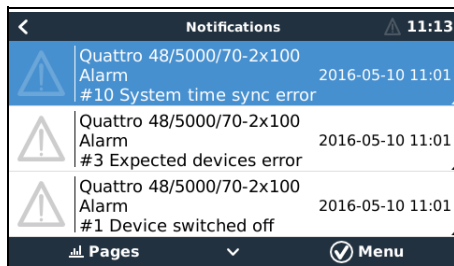 Notifications 11:13
Quattro 48/5000/70-2x100
Alarm 2016-05-10 11:01
#10 System time sync error
Quattro 48/5000/70-2x100
Alarm 2016-05-10 11:01
#3 Expected devices error
Quattro 48/5000/70-2x100
Alarm 2016-05-10 11:01
#1 Device switched off
Pages Menu